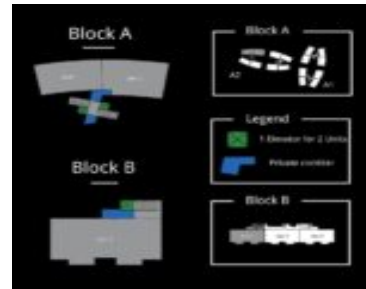 Block A
Block B
Block A
A2
A1
Legend
1 Elevator for 2 Units
Private corridor
Block B